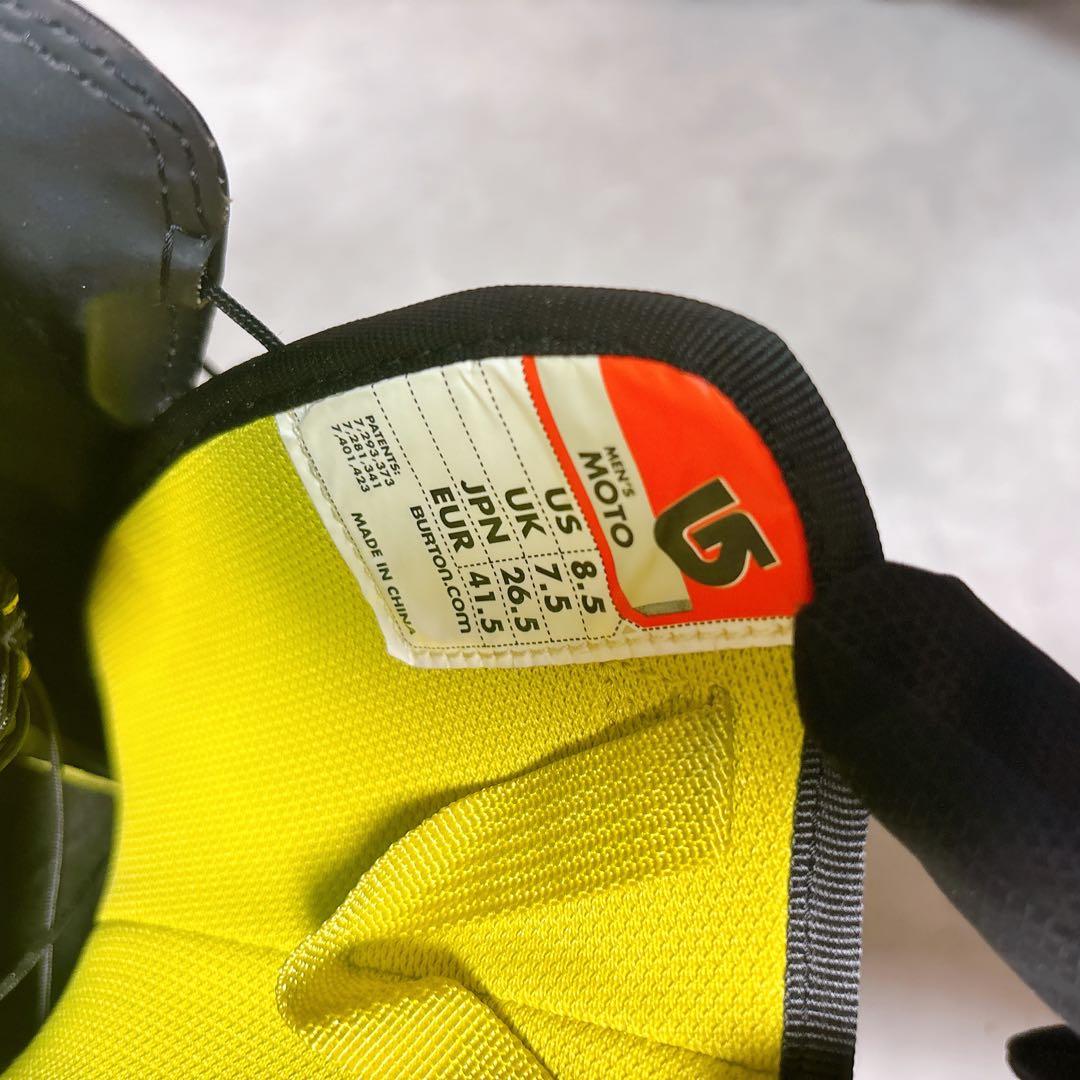 MEN'S
MOTO
US 8.5
UK 7.5
JPN 26.5
EUR 41.5
BURTON.COM
MADE IN CHINA
PATENTS:
7,293,373
7,281,341
7,401,423